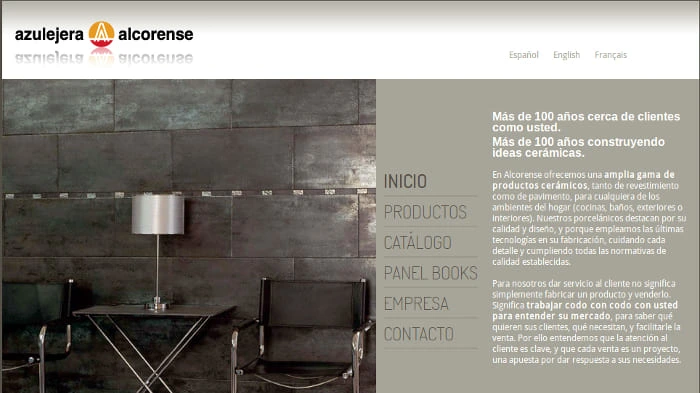 azulejera alcorense
Español English Français
INICIO
PRODUCTOS
CATÁLOGO
PANEL BOOKS
EMPRESA
CONTACTO
Más de 100 años cerca de clientes
como usted.
Más de 100 años construyendo
ideas cerámicas.
En Alcorense ofrecemos una amplia gama de
productos cerámicos, tanto de revestimiento
como de pavimento, para cualquiera de los
ambientes del hogar (cocinas, baños, exteriores o
interiores). Nuestros porcelánicos destacan por su
calidad y diseño, y porque empleamos las últimas
tecnologías en su fabricación, cuidando cada
detalle y cumpliendo todas las normativas de
calidad establecidas.
Para nosotros dar servicio al cliente no significa
simplemente fabricar un producto y venderlo.
Significa trabajar codo con codo con usted
para entender su mercado, para saber qué
quieren sus clientes, qué necesitan, y facilitarle la
venta. Por ello entendemos que la atención al
cliente es clave, y que cada venta es un proyecto,
una apuesta por dar respuesta a sus necesidades.